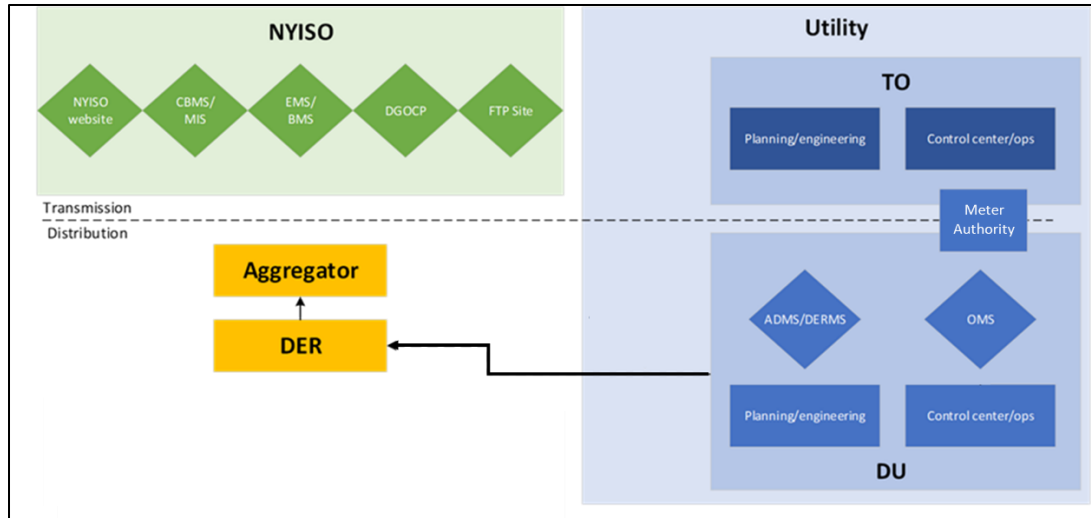 NYISO
NYISO
website
CBMS/
MIS
EMS/
BMS
DGOCP
FTP Site
Utility
TO
Planning/engineering
Control center/ops
Transmission
Distribution
Meter
Authority
Aggregator
DER
ADMS/DERMS
OMS
Planning/engineering
Control center/ops
DU